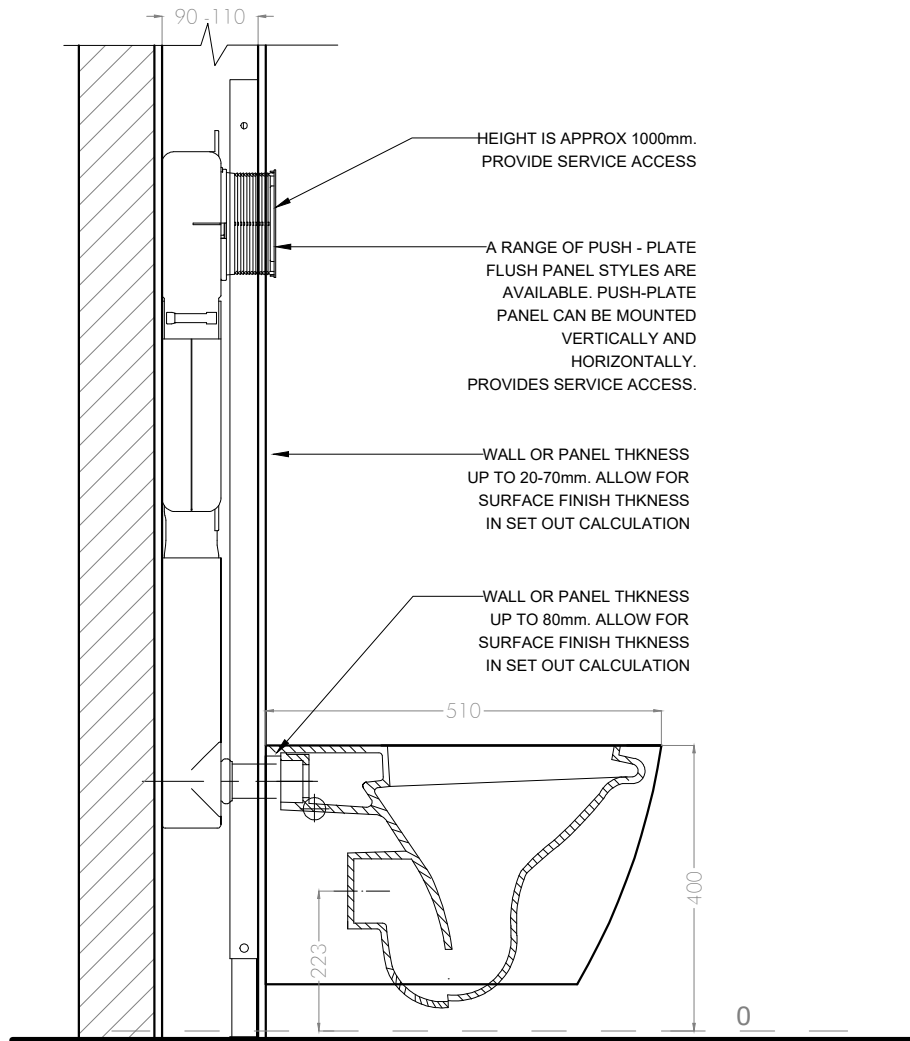 90 -110
HEIGHT IS APPROX 1000mm.
PROVIDE SERVICE ACCESS
A RANGE OF PUSH - PLATE
FLUSH PANEL STYLES ARE
AVAILABLE. PUSH-PLATE
PANEL CAN BE MOUNTED
VERTICALLY AND
HORIZONTALLY.
PROVIDES SERVICE ACCESS.
WALL OR PANEL THKNESS
UP TO 20-70mm. ALLOW FOR
SURFACE FINISH THKNESS
IN SET OUT CALCULATION
WALL OR PANEL THKNESS
UP TO 80mm. ALLOW FOR
SURFACE FINISH THKNESS
IN SET OUT CALCULATION
510
400
223
0